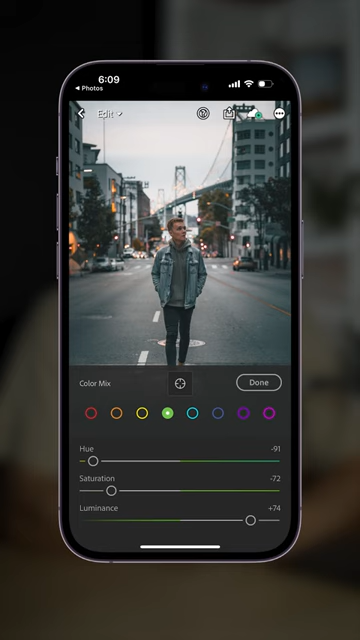 6:09
◀ Photos
Edit
Color Mix
Done
Hue
-91
Saturation
-72
Luminance
+74